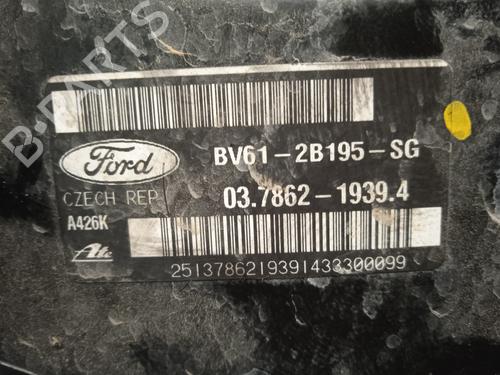 B-PARTS
Ford
BV61-2B195-SG
CZECH REP
03.7862-1939.4
A426K
Ate
2513786219391433300099